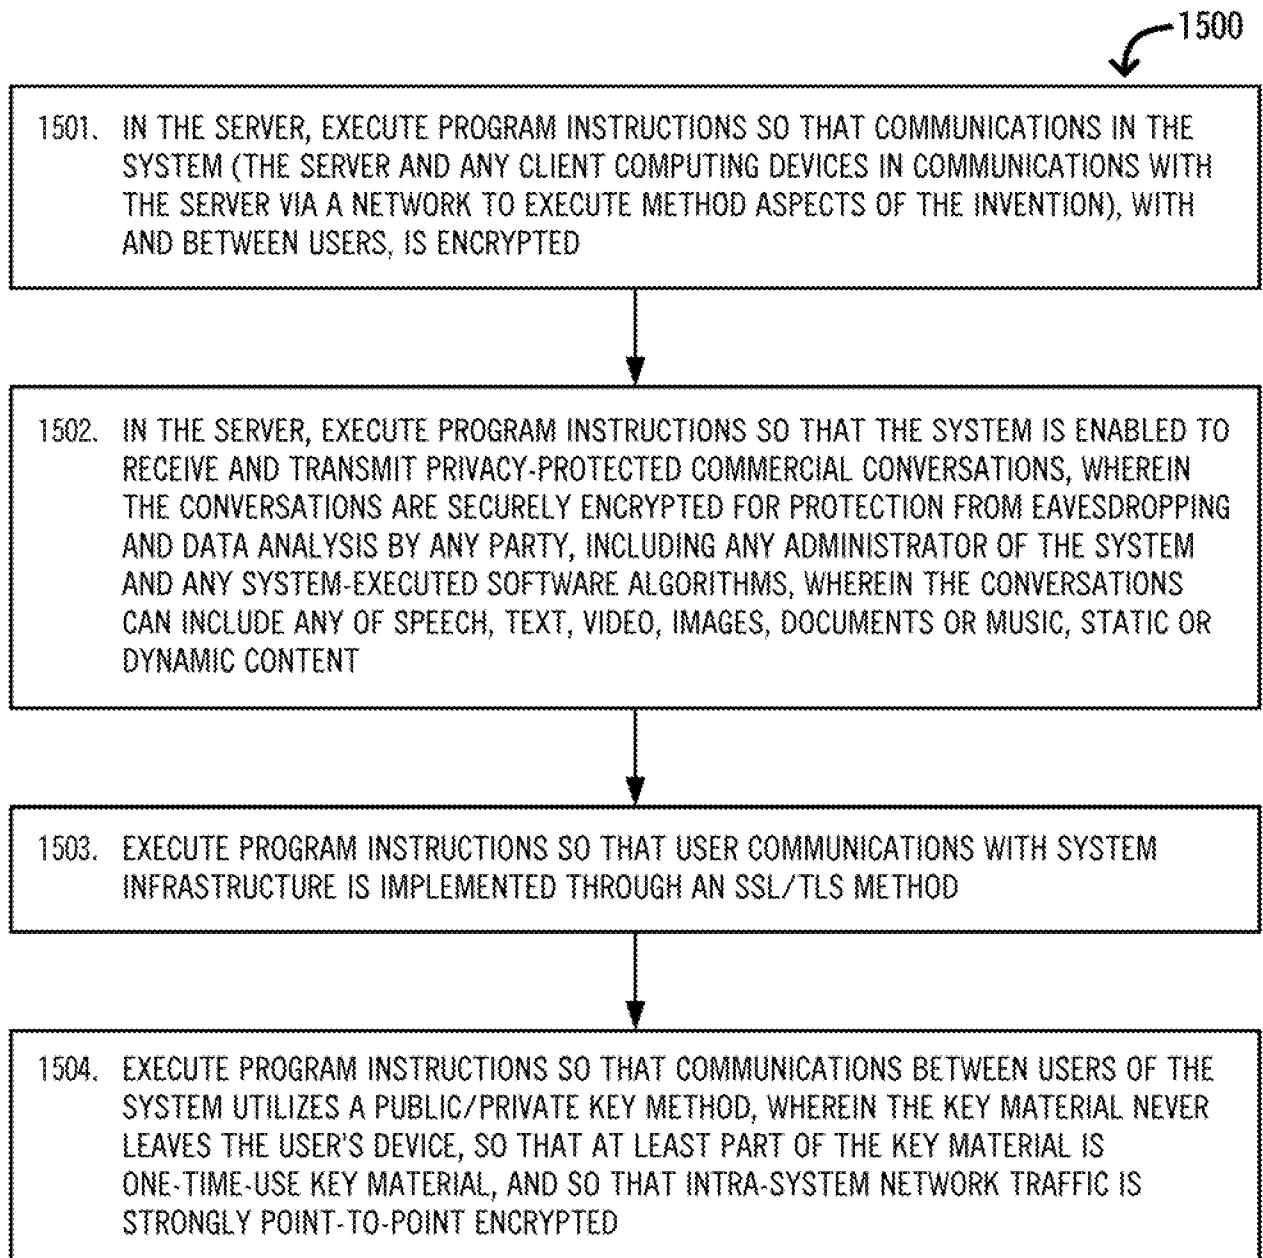 1500
1501. IN THE SERVER, EXECUTE PROGRAM INSTRUCTIONS SO THAT COMMUNICATIONS IN THE
SYSTEM (THE SERVER AND ANY CLIENT COMPUTING DEVICES IN COMMUNICATIONS WITH
THE SERVER VIA A NETWORK TO EXECUTE METHOD ASPECTS OF THE INVENTION), WITH
AND BETWEEN USERS, IS ENCRYPTED
1502. IN THE SERVER, EXECUTE PROGRAM INSTRUCTIONS SO THAT THE SYSTEM IS ENABLED TO
RECEIVE AND TRANSMIT PRIVACY-PROTECTED COMMERCIAL CONVERSATIONS, WHEREIN
THE CONVERSATIONS ARE SECURELY ENCRYPTED FOR PROTECTION FROM EAVESDROPPING
AND DATA ANALYSIS BY ANY PARTY, INCLUDING ANY ADMINISTRATOR OF THE SYSTEM
AND ANY SYSTEM-EXECUTED SOFTWARE ALGORITHMS, WHEREIN THE CONVERSATIONS
CAN INCLUDE ANY OF SPEECH, TEXT, VIDEO, IMAGES, DOCUMENTS OR MUSIC, STATIC OR
DYNAMIC CONTENT
1503. EXECUTE PROGRAM INSTRUCTIONS SO THAT USER COMMUNICATIONS WITH SYSTEM
INFRASTRUCTURE IS IMPLEMENTED THROUGH AN SSL/TLS METHOD
1504. EXECUTE PROGRAM INSTRUCTIONS SO THAT COMMUNICATIONS BETWEEN USERS OF THE
SYSTEM UTILIZES A PUBLIC/PRIVATE KEY METHOD, WHEREIN THE KEY MATERIAL NEVER
LEAVES THE USER'S DEVICE, SO THAT AT LEAST PART OF THE KEY MATERIAL IS
ONE-TIME-USE KEY MATERIAL, AND SO THAT INTRA-SYSTEM NETWORK TRAFFIC IS
STRONGLY POINT-TO-POINT ENCRYPTED